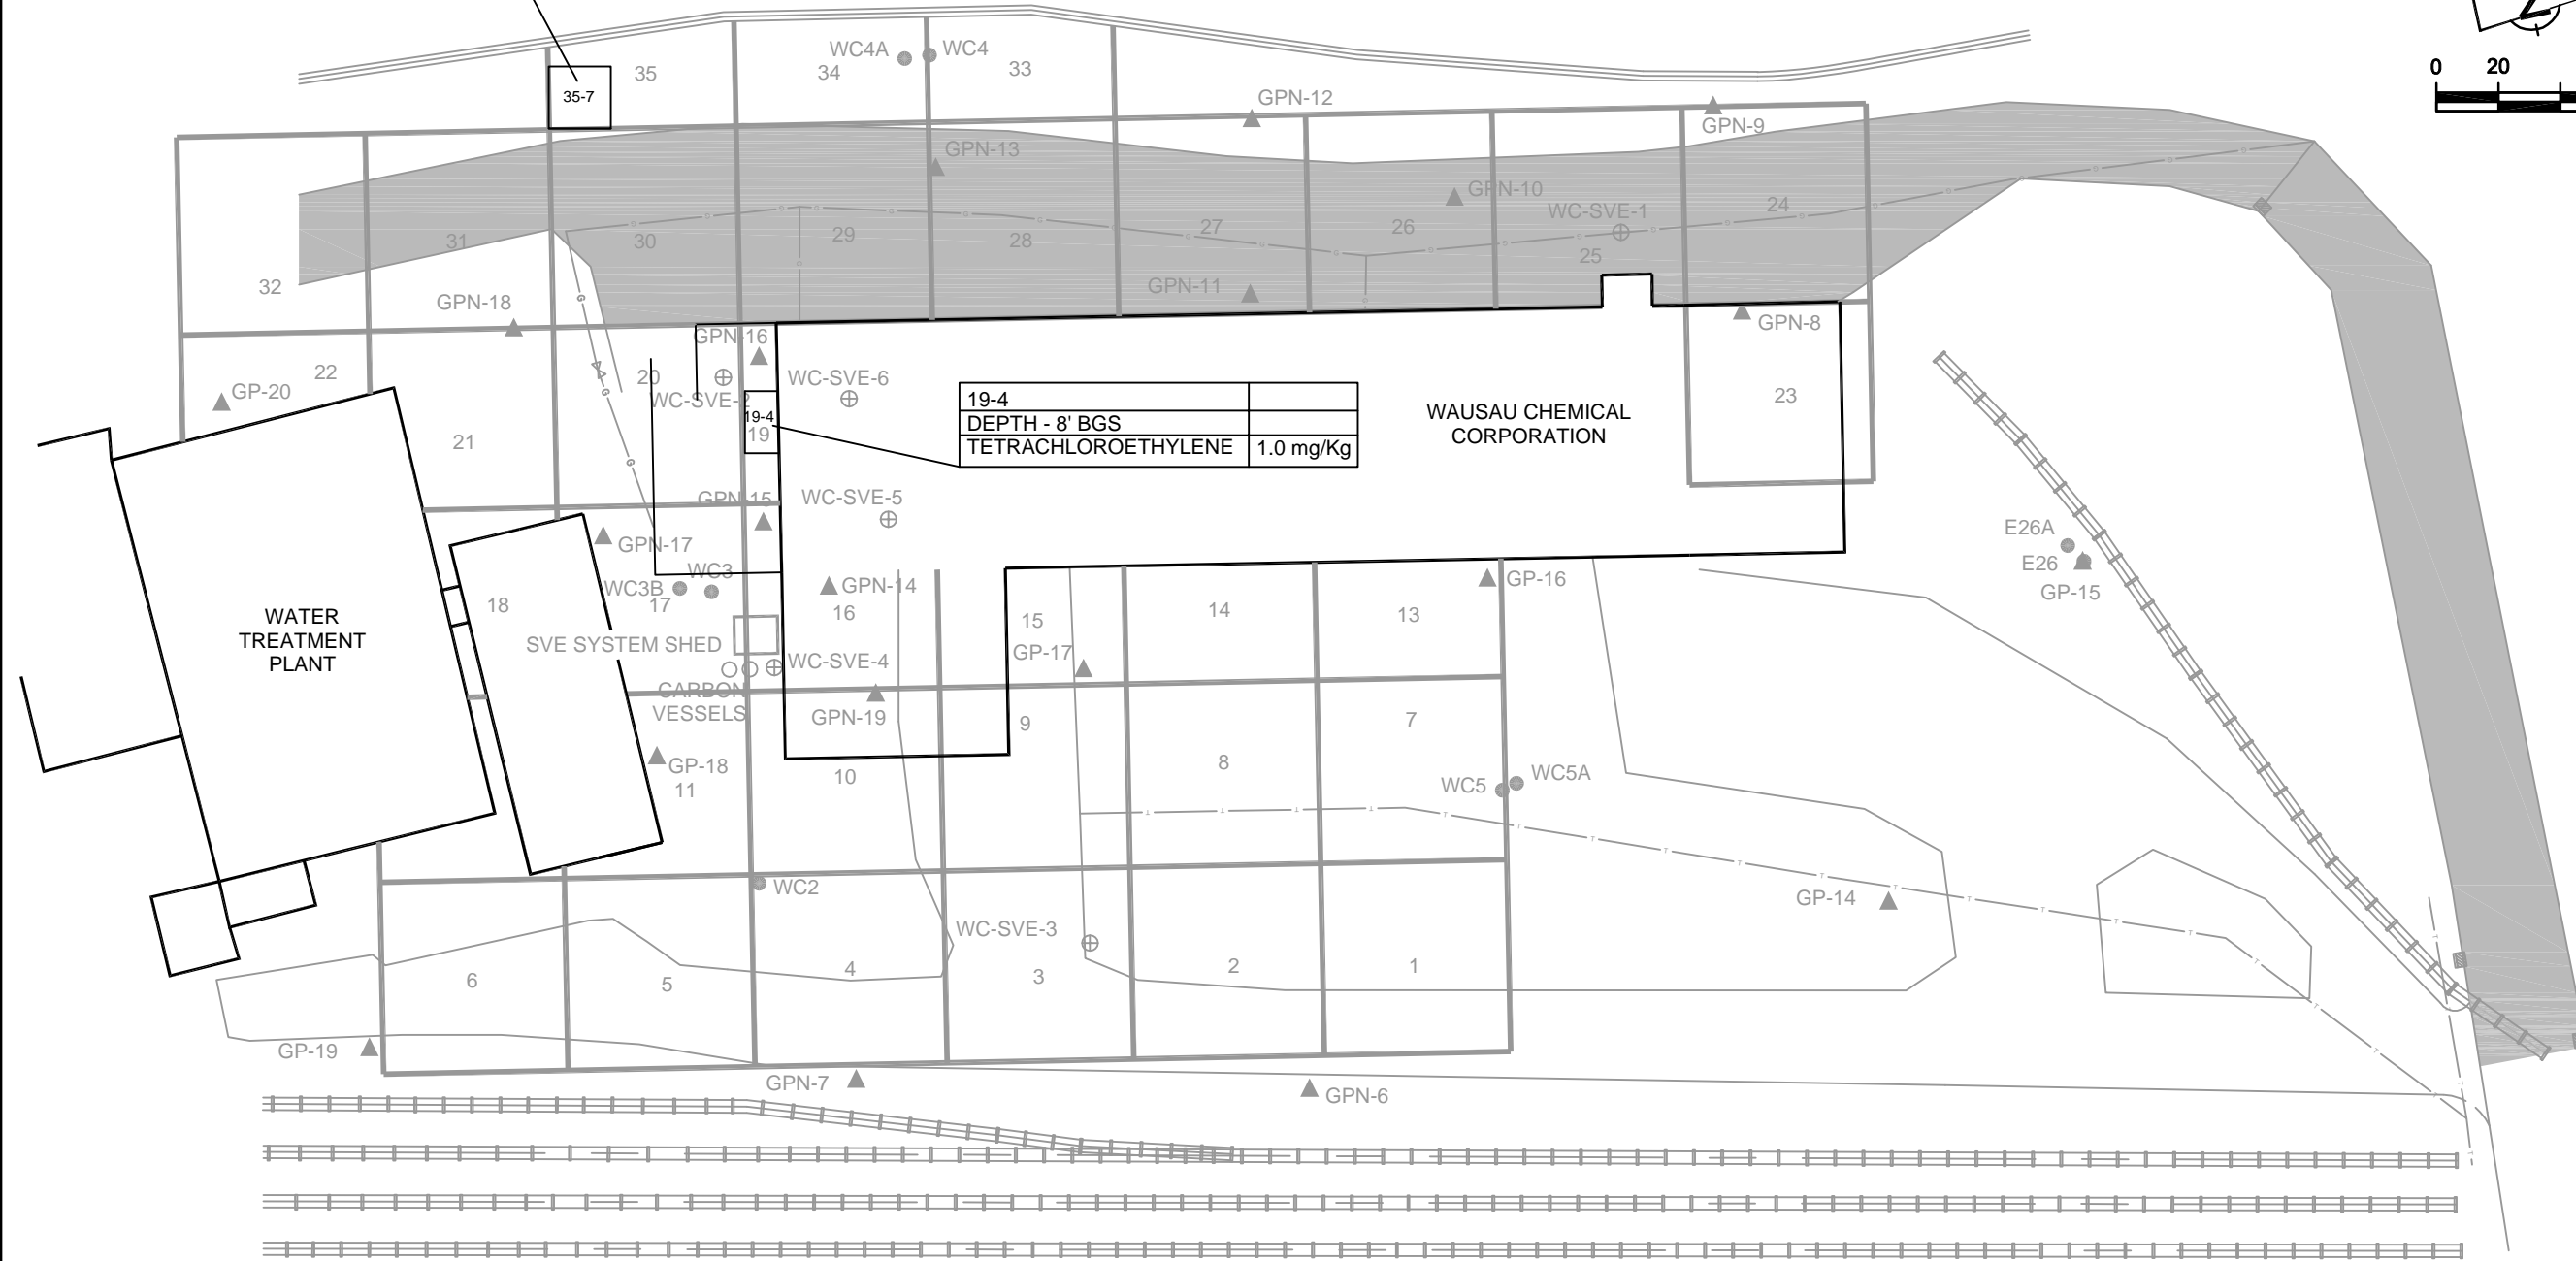 0 20
WC4A
WC4
35
34
33
35-7
GPN-12
GPN-9
GPN-13
GPN-10
WC-SVE-1
24
31
30
29
28
27
26
25
32
GPN-18
GPN-11
GPN-8
GPN-16
22
GP-20
20
WC-SVE-2
WC-SVE-6
19-4
19
19-4
DEPTH - 8' BGS
TETRACHLOROETHYLENE 1.0 mg/Kg
WAUSAU CHEMICAL
CORPORATION
23
21
GPN-15
WC-SVE-5
GPN-17
E26A
E26
GP-15
WC3
WC3B
17
GPN-14
16
GP-16
18
15
14
13
WATER
TREATMENT
PLANT
SVE SYSTEM SHED
WC-SVE-4
GP-17
CARBON
VESSELS
GPN-19
9
7
GP-18
11
10
8
WC5
WC5A
WC2
GP-14
WC-SVE-3
6
5
4
3
2
1
GP-19
GPN-7
GPN-6